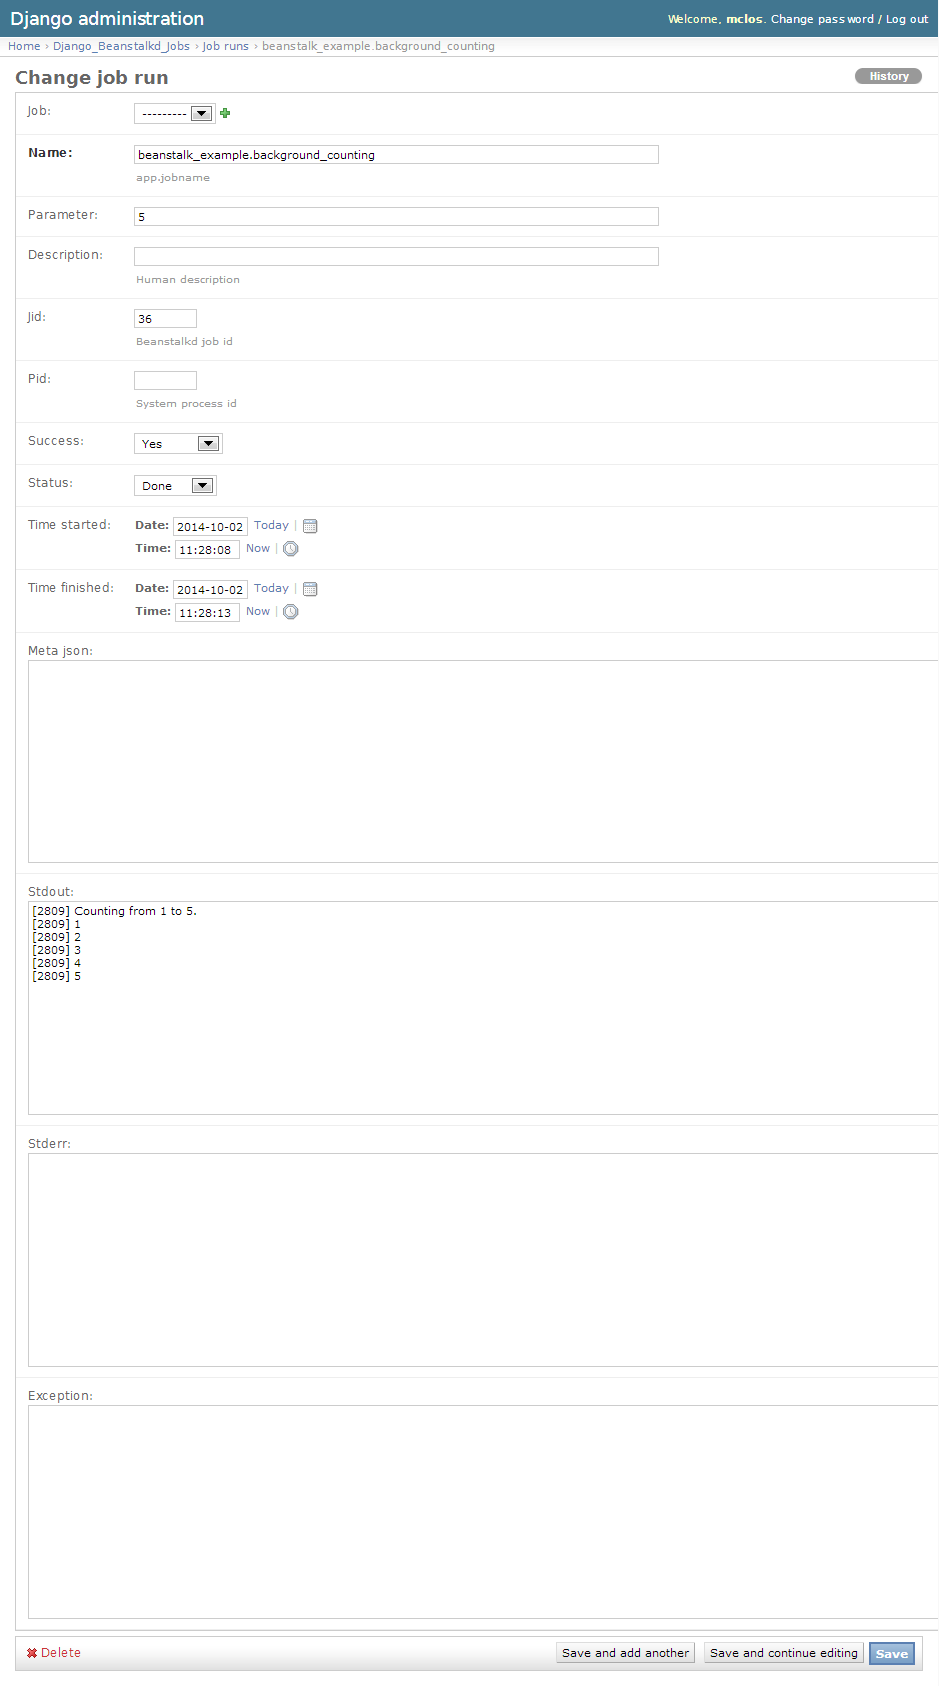 Django administration
Welcome, mclos. Change password / Log out
Home › Django_Beanstalkd_Jobs › Job runs › beanstalk_example.background_counting
Change job run
History
Job: ---------
Name: beanstalk_example.background_counting
app.jobname
Parameter: 5
Description:
Human description
Jid: 36
Beanstalkd job id
Pid:
System process id
Success: Yes
Status: Done
Time started: Date: 2014-10-02 Today |
Time: 11:28:08 Now |
Time finished: Date: 2014-10-02 Today |
Time: 11:28:13 Now |
Meta json:
Stdout:
[2809] Counting from 1 to 5.
[2809] 1
[2809] 2
[2809] 3
[2809] 4
[2809] 5
Stderr:
Exception:
Delete
Save and add another
Save and continue editing
Save